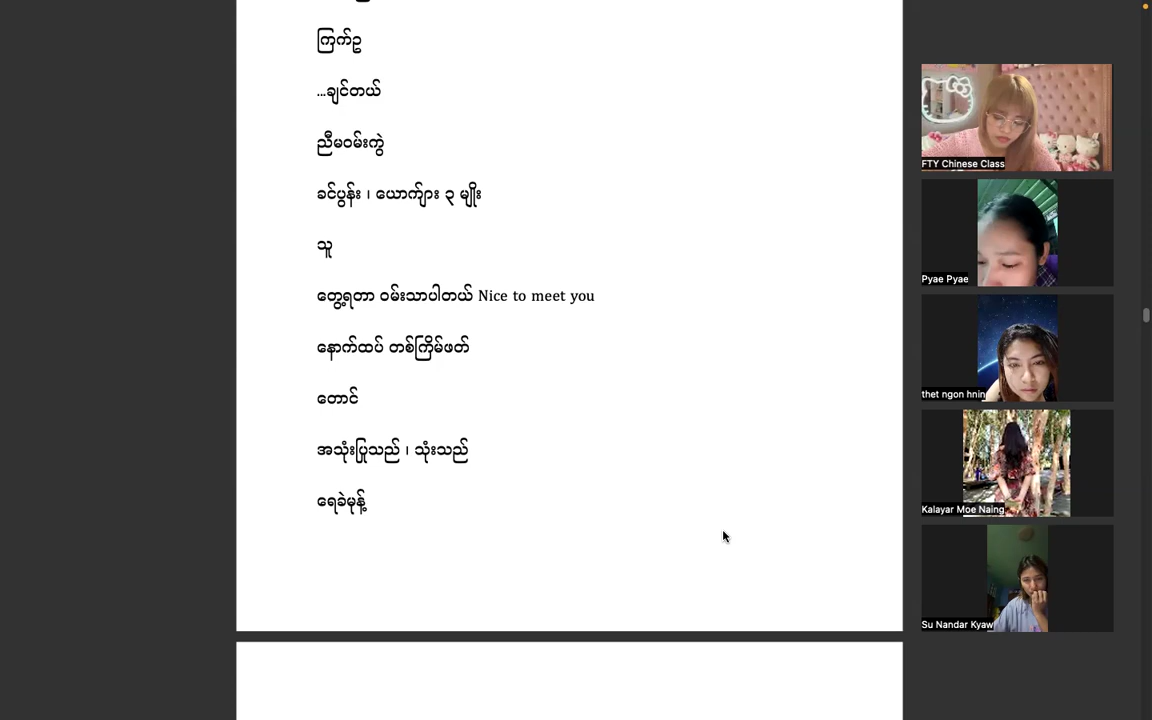 ကြက်ဥ
...ချင်တယ်
ညီမဝမ်းကွဲ
ခင်ပွန်း ၊ ယောက်ျား ၃ မျိုး
သူ
တွေ့ရတာ ဝမ်းသာပါတယ် Nice to meet you
နောက်ထပ် တစ်ကြိမ်ဖတ်
တောင်
အသုံးပြုသည် ၊ သုံးသည်
ရေခဲမုန့်
FTY Chinese Class
Pyae Pyae
thet ngon hnin
Kalayar Moe Naing
Su Nandar Kyaw